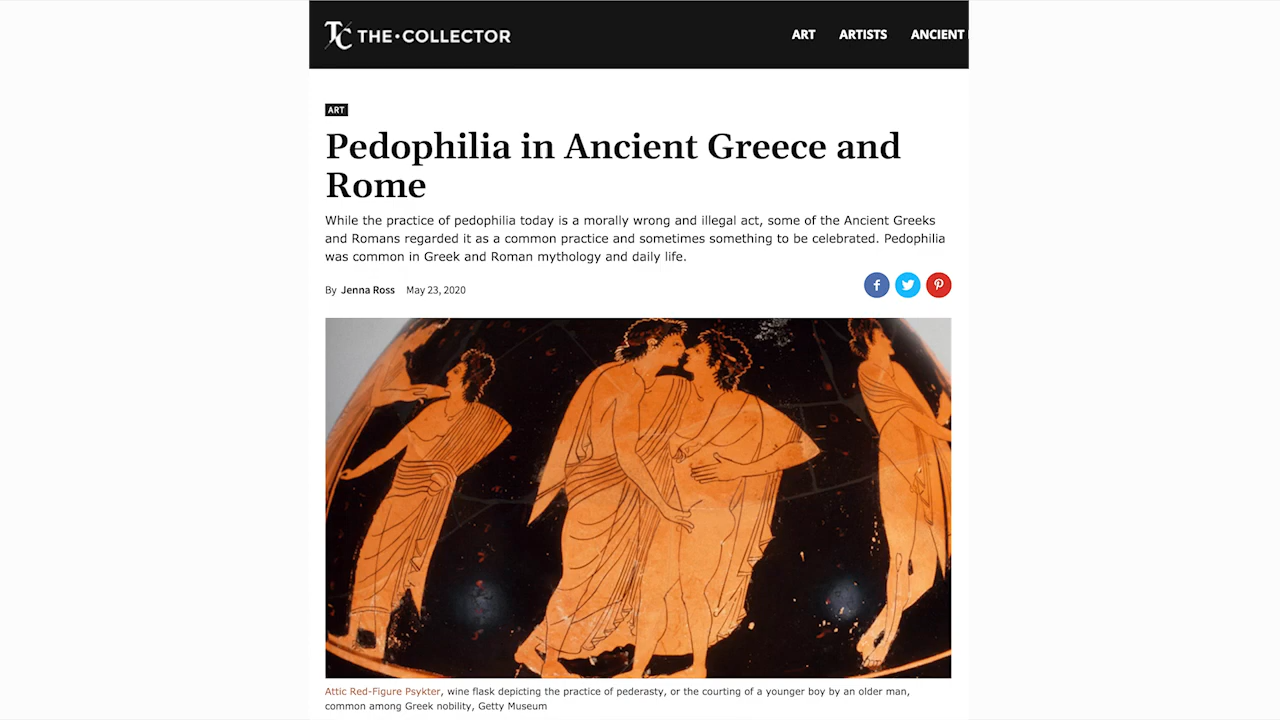 TC THE·COLLECTOR
ART ARTISTS ANCIENT
ART
Pedophilia in Ancient Greece and
Rome
While the practice of pedophilia today is a morally wrong and illegal act, some of the Ancient Greeks
and Romans regarded it as a common practice and sometimes something to be celebrated. Pedophilia
was common in Greek and Roman mythology and daily life.
By Jenna Ross May 23, 2020
Attic Red-Figure Psykter, wine flask depicting the practice of pederasty, or the courting of a younger boy by an older man,
common among Greek nobility, Getty Museum